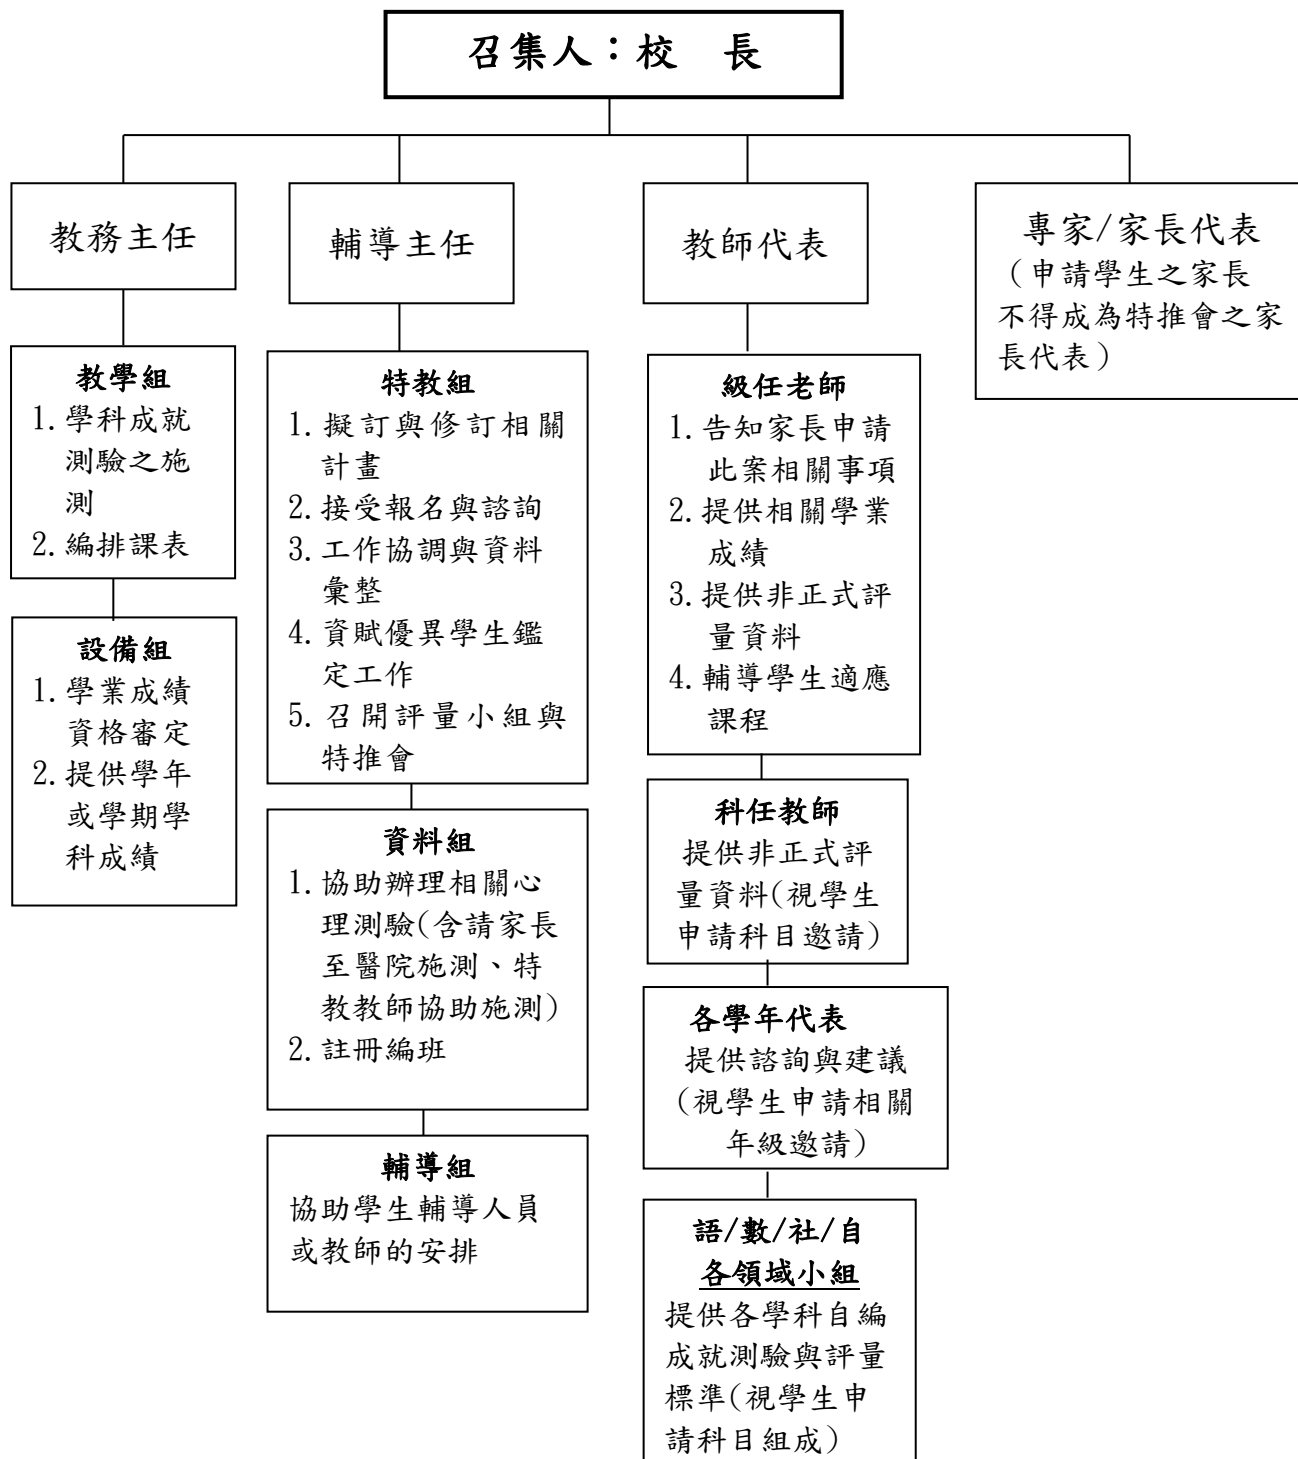 召集人：校　長
教務主任
輔導主任
教師代表
專家/家長代表
（申請學生之家長
不得成為特推會之家
長代表）
教學組
1.學科成就
測驗之施
測
2.編排課表
設備組
1.學業成績
資格審定
2.提供學年
或學期學
科成績
特教組
1.擬訂與修訂相關
計畫
2.接受報名與諮詢
3.工作協調與資料
彙整
4.資賦優異學生鑑
定工作
5.召開評量小組與
特推會
資料組
1.協助辦理相關心
理測驗(含請家長
至醫院施測、特
教教師協助施測)
2.註冊編班
輔導組
協助學生輔導人員
或教師的安排
級任老師
1.告知家長申請
此案相關事項
2.提供相關學業
成績
3.提供非正式評
量資料
4.輔導學生適應
課程
科任教師
提供非正式評
量資料(視學生
申請科目邀請)
各學年代表
提供諮詢與建議
(視學生申請相關
年級邀請)
語/數/社/自
各領域小組
提供各學科自編
成就測驗與評量
標準(視學生申
請科目組成)